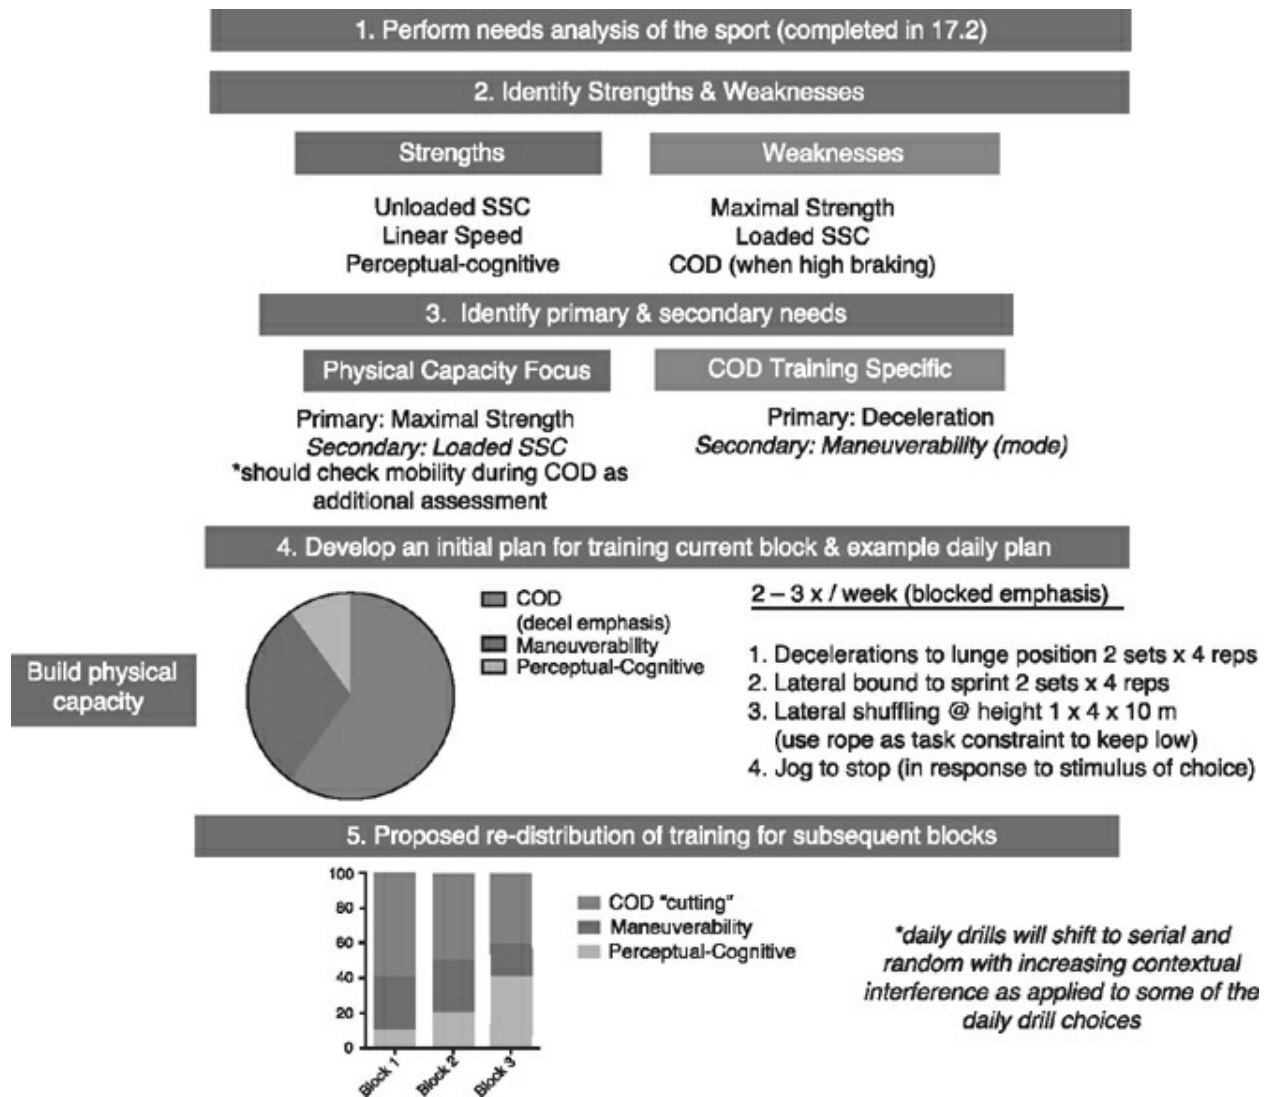 1. Perform needs analysis of the sport (completed in 17.2)
2. Identify Strengths & Weaknesses
Strengths
Weaknesses
Unloaded SSC
Linear Speed
Perceptual-cognitive
Maximal Strength
Loaded SSC
COD (when high braking)
3. Identify primary & secondary needs
Physical Capacity Focus
COD Training Specific
Primary: Maximal Strength
Secondary: Loaded SSC
*should check mobility during COD as
additional assessment
Primary: Deceleration
Secondary: Maneuverability (mode)
4. Develop an initial plan for training current block & example daily plan
Build physical
capacity
COD
(decel emphasis)
Maneuverability
Perceptual-Cognitive
2 – 3 x / week (blocked emphasis)
1. Decelerations to lunge position 2 sets x 4 reps
2. Lateral bound to sprint 2 sets x 4 reps
3. Lateral shuffling @ height 1 x 4 x 10 m
(use rope as task constraint to keep low)
4. Jog to stop (in response to stimulus of choice)
5. Proposed re-distribution of training for subsequent blocks
100
80
60
40
20
0
Block 1*
Block 2*
Block 3*
COD "cutting"
Maneuverability
Perceptual-Cognitive
*daily drills will shift to serial and
random with increasing contextual
interference as applied to some of the
daily drill choices